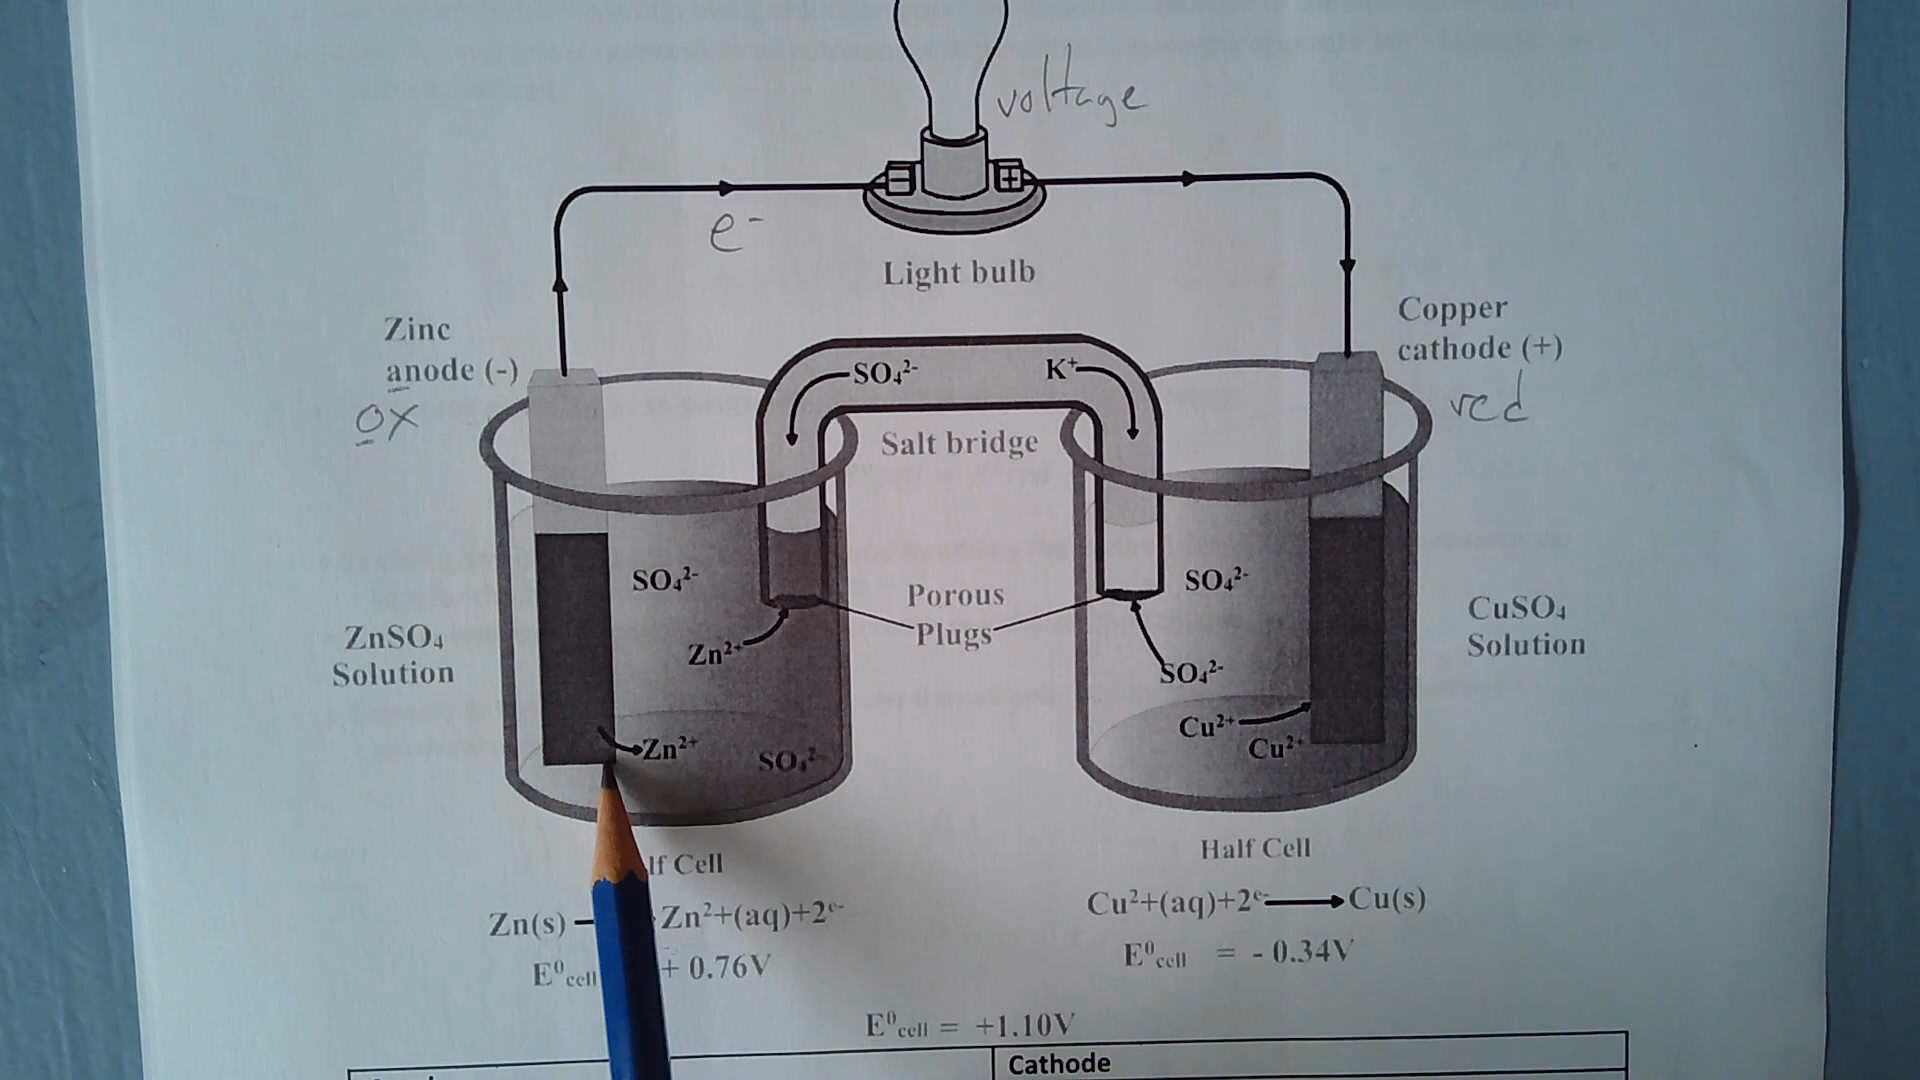 voltage
−
+
e-
Light bulb
Zinc
anode (-)
ox
Copper
cathode (+)
red
SO₄²⁻
K⁺
Salt bridge
SO₄²⁻
SO₄²⁻
Porous
Plugs
ZnSO₄
Solution
CuSO₄
Solution
Zn²⁺
SO₄²⁻
Zn²⁺
SO₄²⁻
Cu²⁺
Cu²⁺
lf Cell
Half Cell
Zn(s) Zn²+(aq)+2e-
Cu²+(aq)+2e-⟶Cu(s)
E⁰cell + 0.76V
E⁰cell = - 0.34V
E⁰cell = +1.10V
Cathode